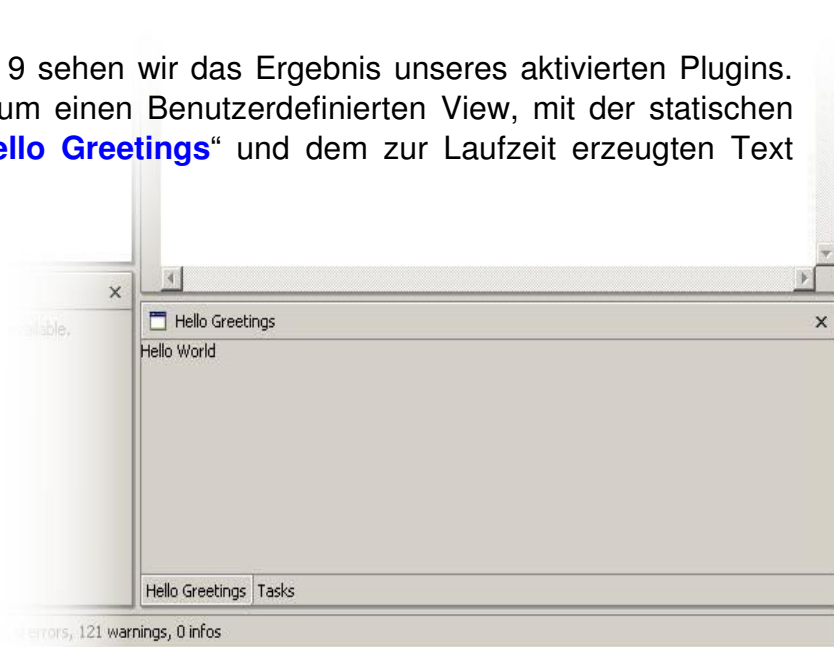 9 sehen wir das Ergebnis unseres aktivierten Plugins.
um einen Benutzerdefinierten View, mit der statischen
ello Greetings“ und dem zur Laufzeit erzeugten Text
Hello Greetings
Hello World
Hello Greetings Tasks
errors, 121 warnings, 0 infos